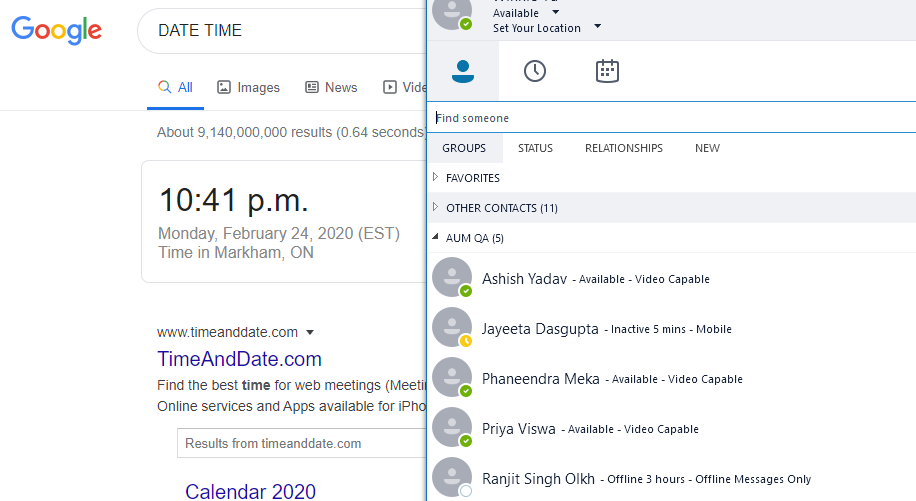 Google
DATE TIME
All
Images
News
About 9,140,000,000 results (0.64 seconds
10:41 p.m.
Monday, February 24, 2020 (EST)
Time in Markham, ON
www.timeanddate.com
TimeAndDate.com
Find the best time for web meetings (Meetin
Online services and Apps available for iPho
Results from timeanddate.com
Calendar 2020
Available
Set Your Location
Find someone
GROUPS STATUS RELATIONSHIPS NEW
FAVORITES
OTHER CONTACTS (11)
AUM QA (5)
Ashish Yadav - Available - Video Capable
Jayeeta Dasgupta - Inactive 5 mins - Mobile
Phaneendra Meka - Available - Video Capable
Priya Viswa - Available - Video Capable
Ranjit Singh Olkh - Offline 3 hours - Offline Messages Only